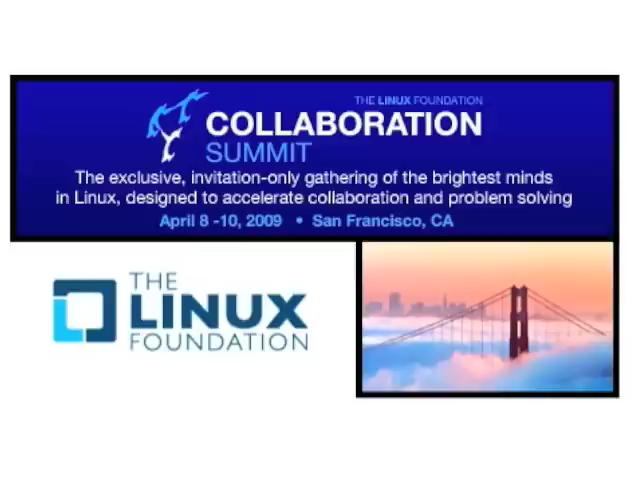 THE LINUX FOUNDATION
COLLABORATION
SUMMIT
The exclusive, invitation-only gathering of the brightest minds
in Linux, designed to accelerate collaboration and problem solving
April 8 -10, 2009 • San Francisco, CA
THE
LINUX
FOUNDATION